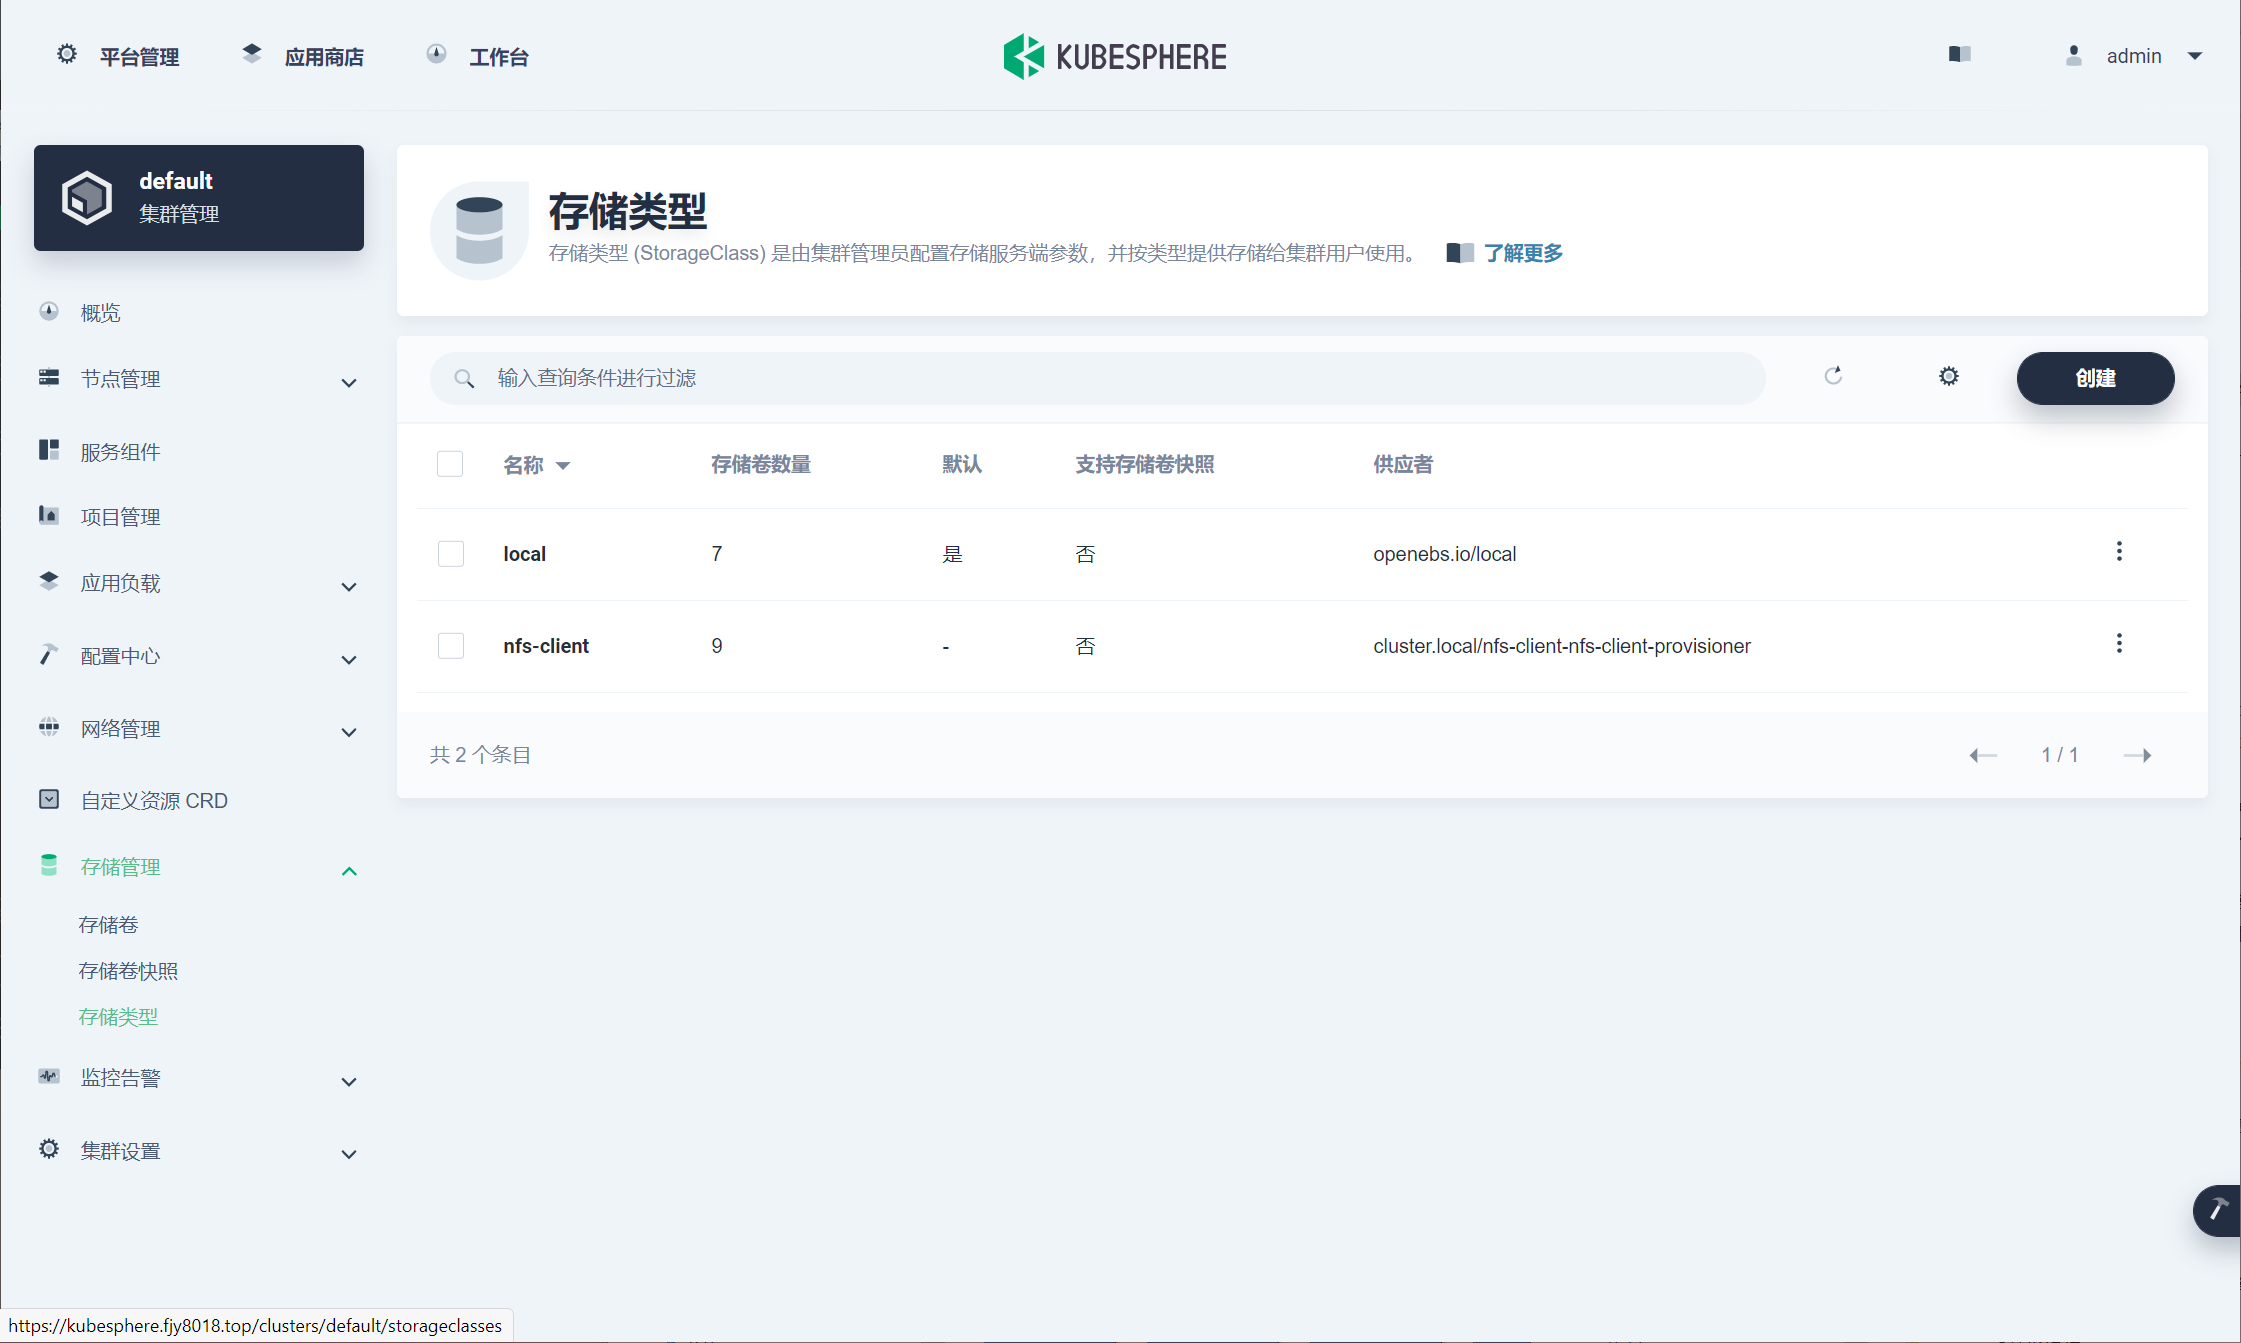 平台管理 应用商店 工作台 KUBESPHERE admin
default
集群管理
概览
节点管理
服务组件
项目管理
应用负载
配置中心
网络管理
自定义资源 CRD
存储管理
存储卷
存储卷快照
存储类型
监控告警
集群设置
存储类型
存储类型 (StorageClass) 是由集群管理员配置存储服务端参数，并按类型提供存储给集群用户使用。 了解更多
输入查询条件进行过滤 创建
名称 存储卷数量 默认 支持存储卷快照 供应者
local 7 是 否 openebs.io/local
nfs-client 9 - 否 cluster.local/nfs-client-nfs-client-provisioner
共 2 个条目 1 / 1
https://kubesphere.fjy8018.top/clusters/default/storageclasses